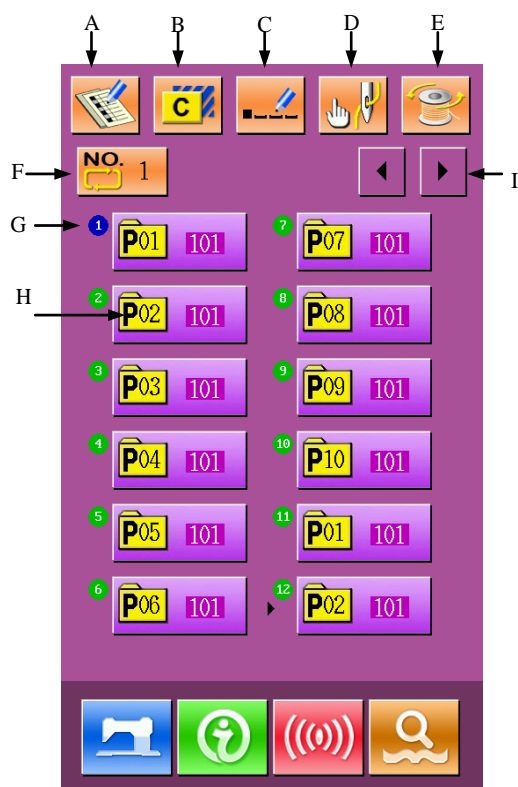 A B C D E
C
F NO. 1 I
G 1 P01 101 7 P07 101
H 2 P02 101 8 P08 101
3 P03 101 9 P09 101
4 P04 101 10 P10 101
5 P05 101 11 P01 101
6 P06 101 12 P02 101